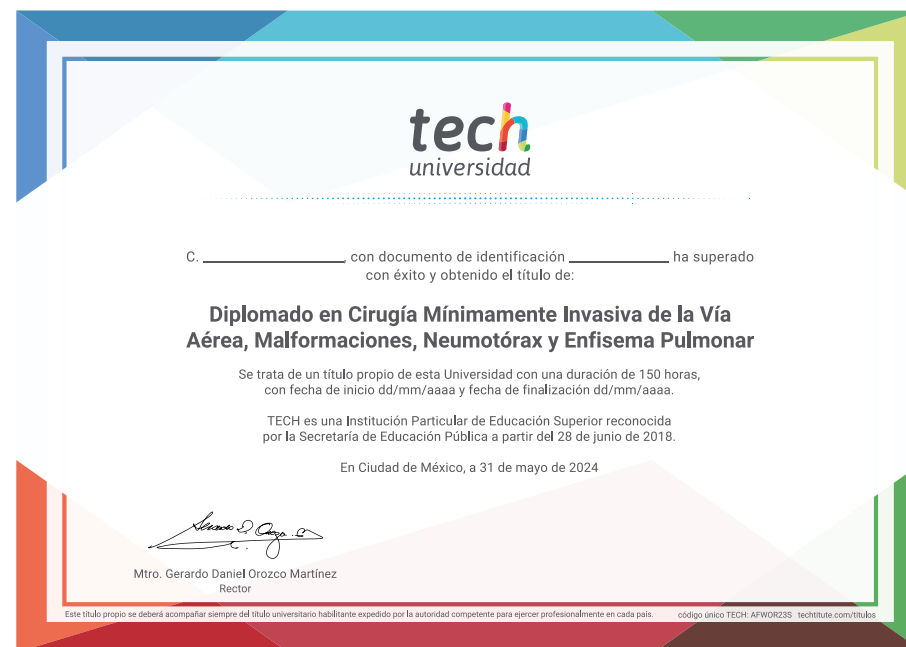 tech
universidad
C. ____________________, con documento de identificación ______________ ha superado
con éxito y obtenido el título de:
Diplomado en Cirugía Mínimamente Invasiva de la Vía
Aérea, Malformaciones, Neumotórax y Enfisema Pulmonar
Se trata de un título propio de esta Universidad con una duración de 150 horas,
con fecha de inicio dd/mm/aaaa y fecha de finalización dd/mm/aaaa.
TECH es una Institución Particular de Educación Superior reconocida
por la Secretaría de Educación Pública a partir del 28 de junio de 2018.
En Ciudad de México, a 31 de mayo de 2024
Mtro. Gerardo Daniel Orozco Martínez
Rector
Este título propio se deberá acompañar siempre del título universitario habilitante expedido por la autoridad competente para ejercer profesionalmente en cada país. código único TECH: AFWOR23S techtitute.com/titulos